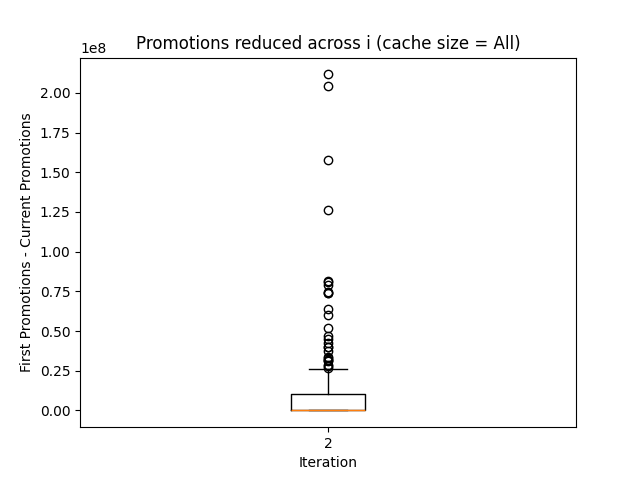 Promotions reduced across i (cache size = All)
1e8
2.00
1.75
1.50
1.25
1.00
0.75
0.50
0.25
0.00
First Promotions - Current Promotions
2
Iteration